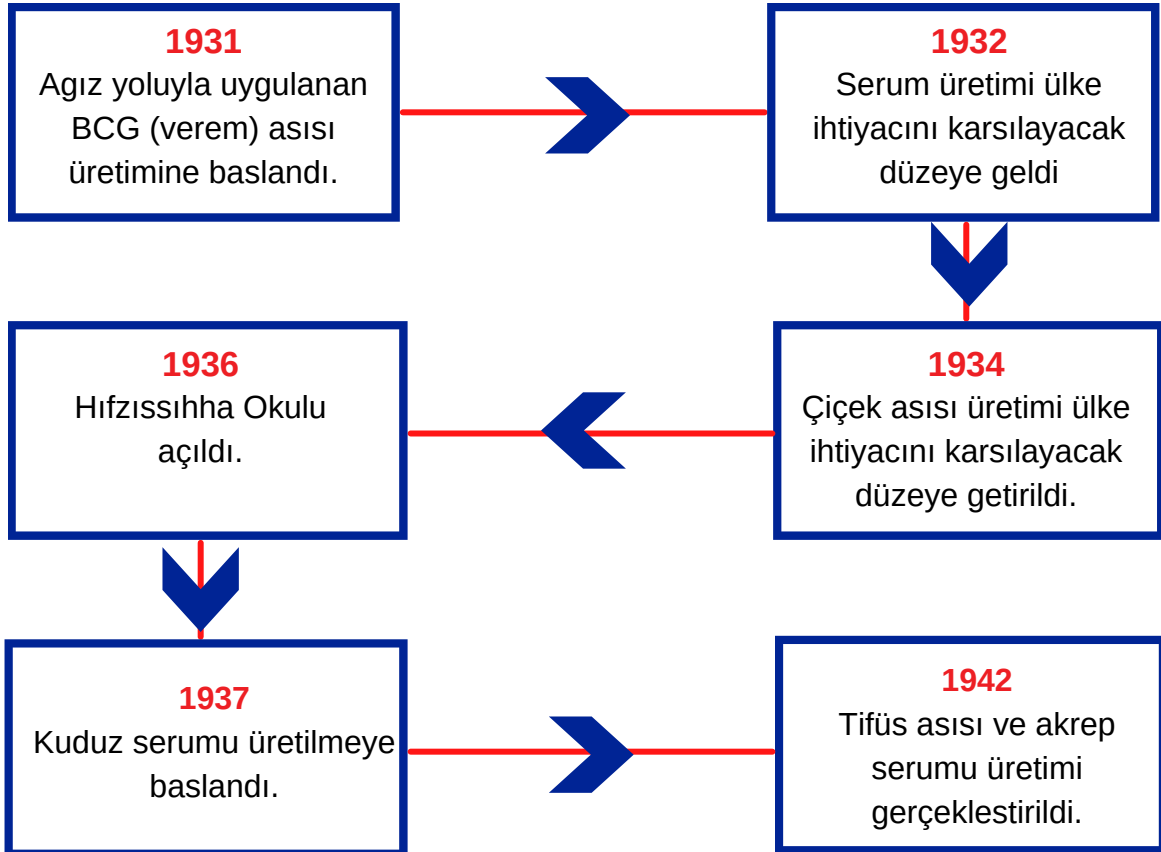 1931
Agız yoluyla uygulanan
BCG (verem) asısı
üretimine baslandı.
1932
Serum üretimi ülke
ihtiyacını karsılayacak
düzeye geldi
1934
Çiçek asısı üretimi ülke
ihtiyacını karsılayacak
düzeye getirildi.
1936
Hıfzıssıhha Okulu
açıldı.
1937
Kuduz serumu üretilmeye
baslandı.
1942
Tifüs asısı ve akrep
serumu üretimi
gerçeklestirildi.